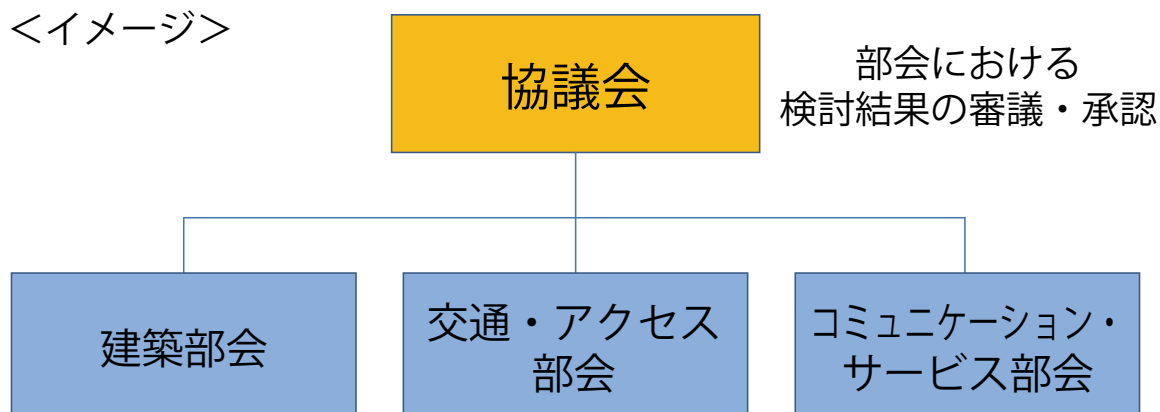 ＜イメージ＞
協議会
部会における
検討結果の審議・承認
建築部会
交通・アクセス
部会
コミュニケーション・
サービス部会